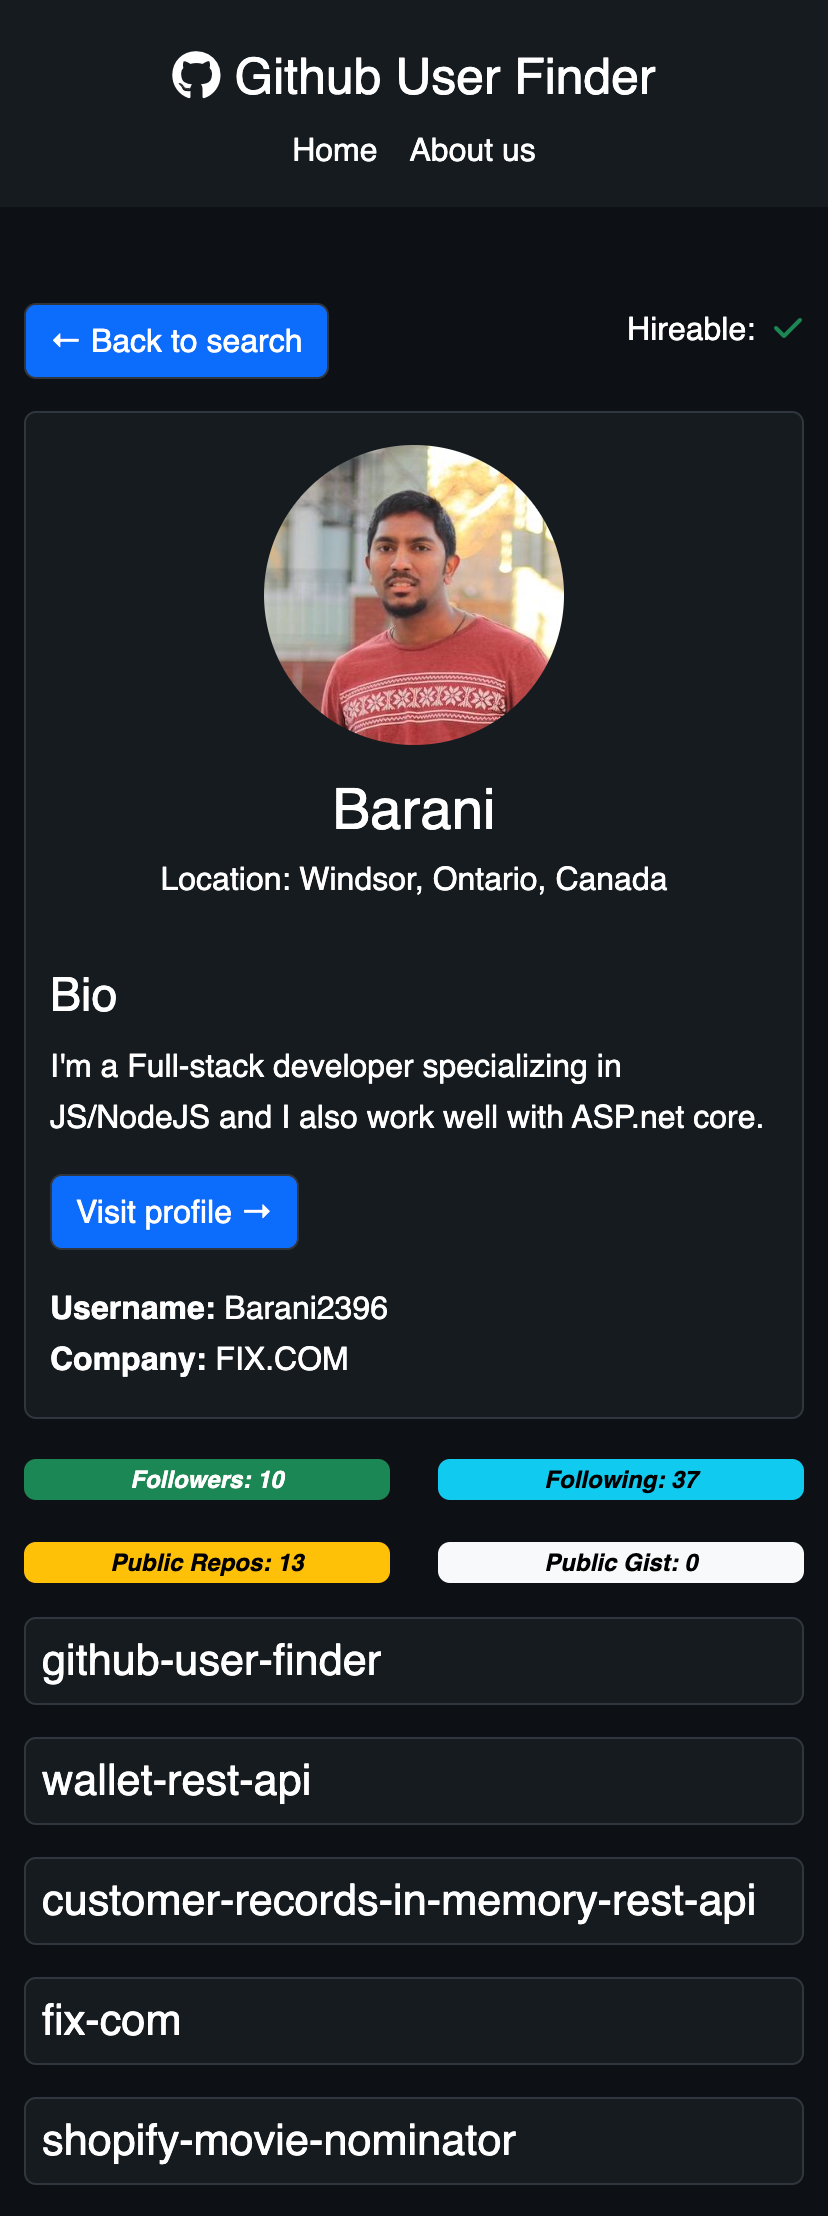 Github User Finder
Home About us
← Back to search
Hireable: ✓
Barani
Location: Windsor, Ontario, Canada
Bio
I'm a Full-stack developer specializing in
JS/NodeJS and I also work well with ASP.net core.
Visit profile →
Username: Barani2396
Company: FIX.COM
Followers: 10
Following: 37
Public Repos: 13
Public Gist: 0
github-user-finder
wallet-rest-api
customer-records-in-memory-rest-api
fix-com
shopify-movie-nominator